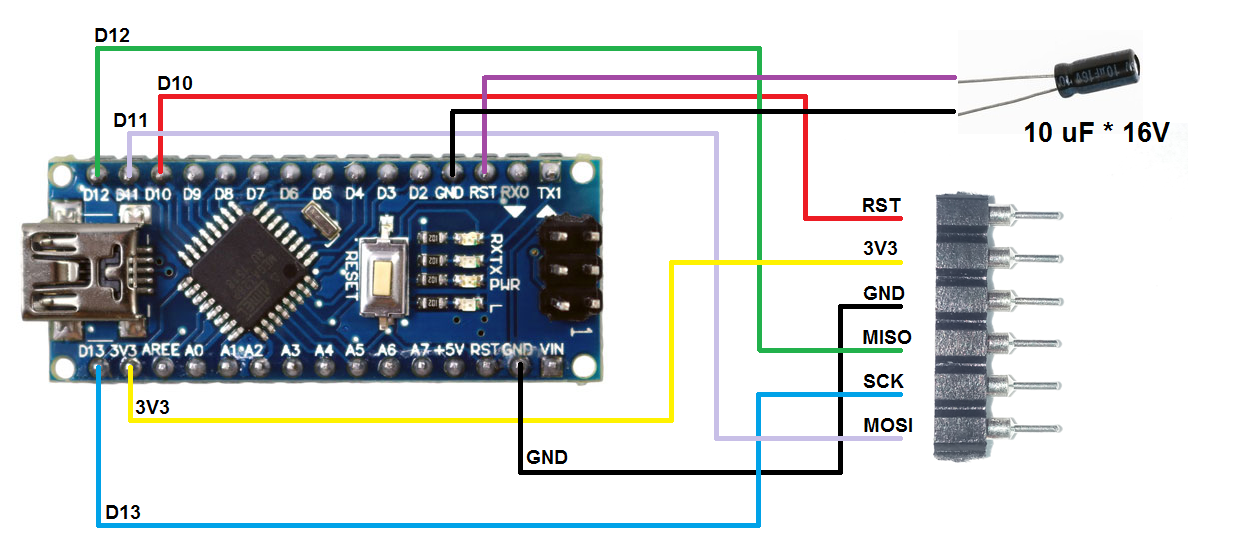 D12
D10
D11
10uF16V
10 uF * 16V
D12 D11 D10 D9 D8 D7 D6 D5 D4 D3 D2 GND RST RX0 TX1
RST
3V3
GND
MISO
SCK
MOSI
RESET
RXTX
PWR
L
1
D13 3V3 AREF A0 A1 A2 A3 A4 A5 A6 A7 +5V RST GND VIN
3V3
GND
D13